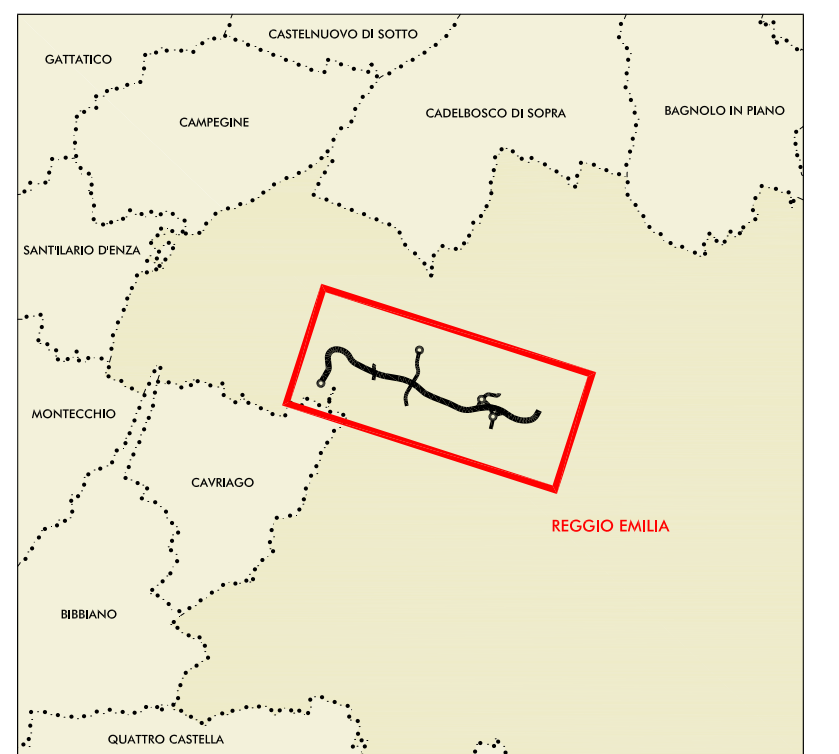 CASTELNUOVO DI SOTTO
GATTATICO
CAMPEGINE
CADELBOSCO DI SOPRA
BAGNOLO IN PIANO
SANT'ILARIO D'ENZA
MONTECCHIO
CAVRIAGO
REGGIO EMILIA
BIBBIANO
QUATTRO CASTELLA